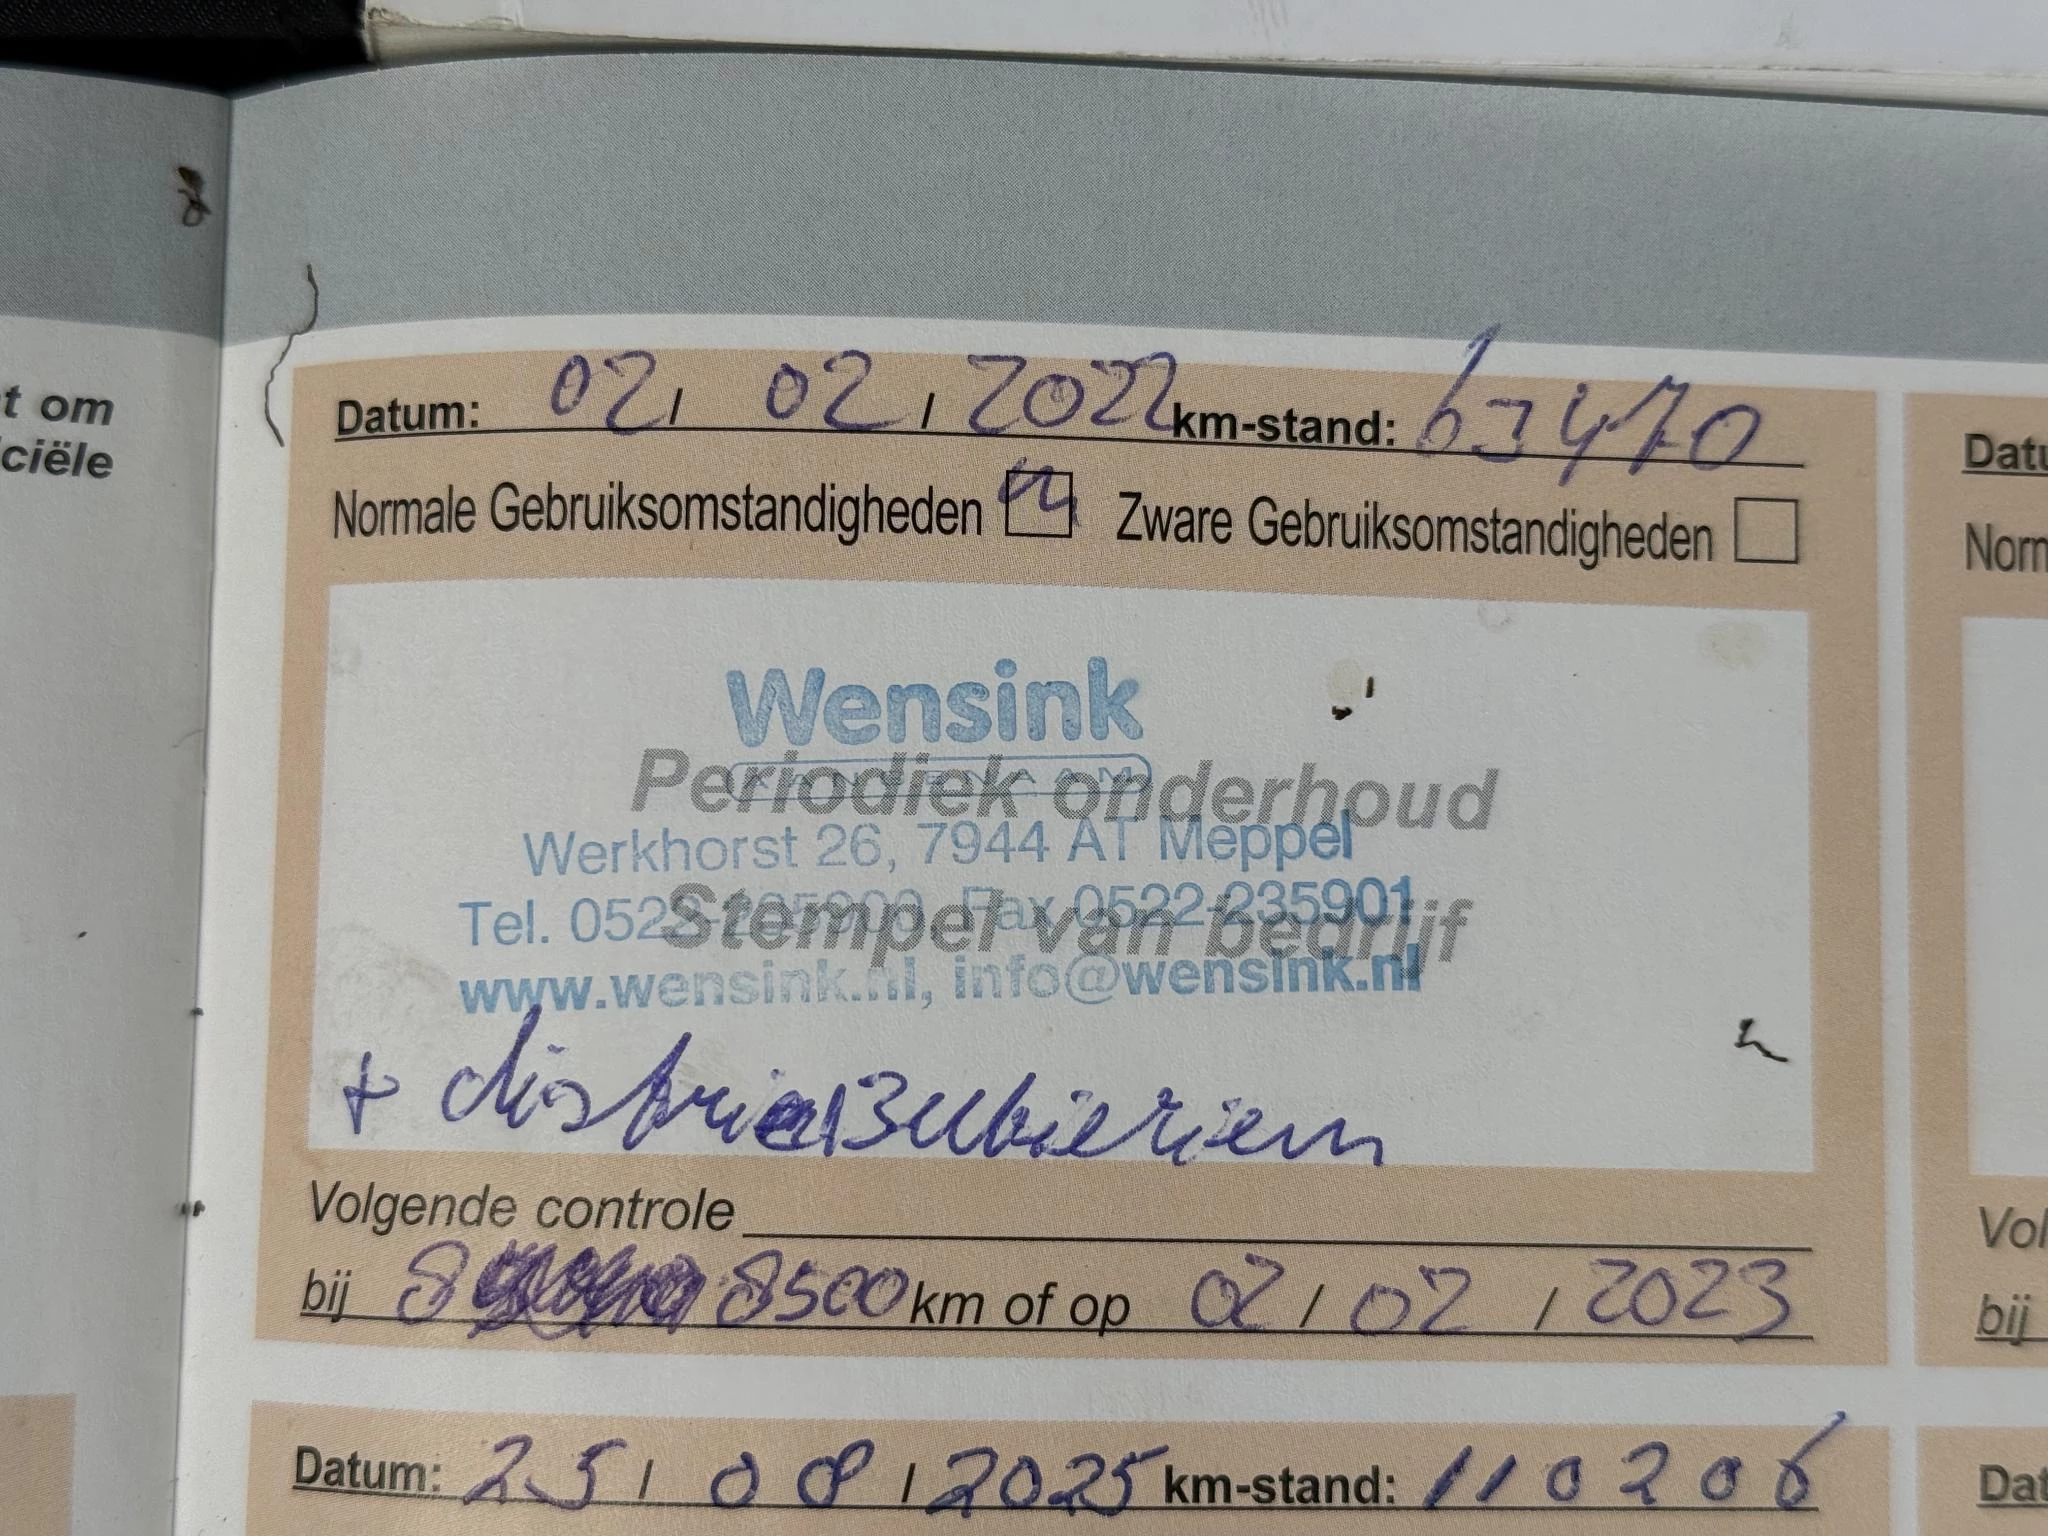 t om
ciële
Datum: 02 / 02 / 2022 km-stand: 63470
Normale Gebruiksomstandigheden Zware Gebruiksomstandigheden
Wensink
Periodiek onderhoud
Werkhorst 26, 7944 AT Meppel
Tel. 0522-235900, Fax 0522-235901
Stempel van bedrijf
www.wensink.nl, info@wensink.nl
+ distri
Volgende controle
bij 8500 km of op 02 / 02 / 2023
Datum: 25 / 08 / 2025 km-stand: 110206
Datu
Norm
Vol
bij
Dat